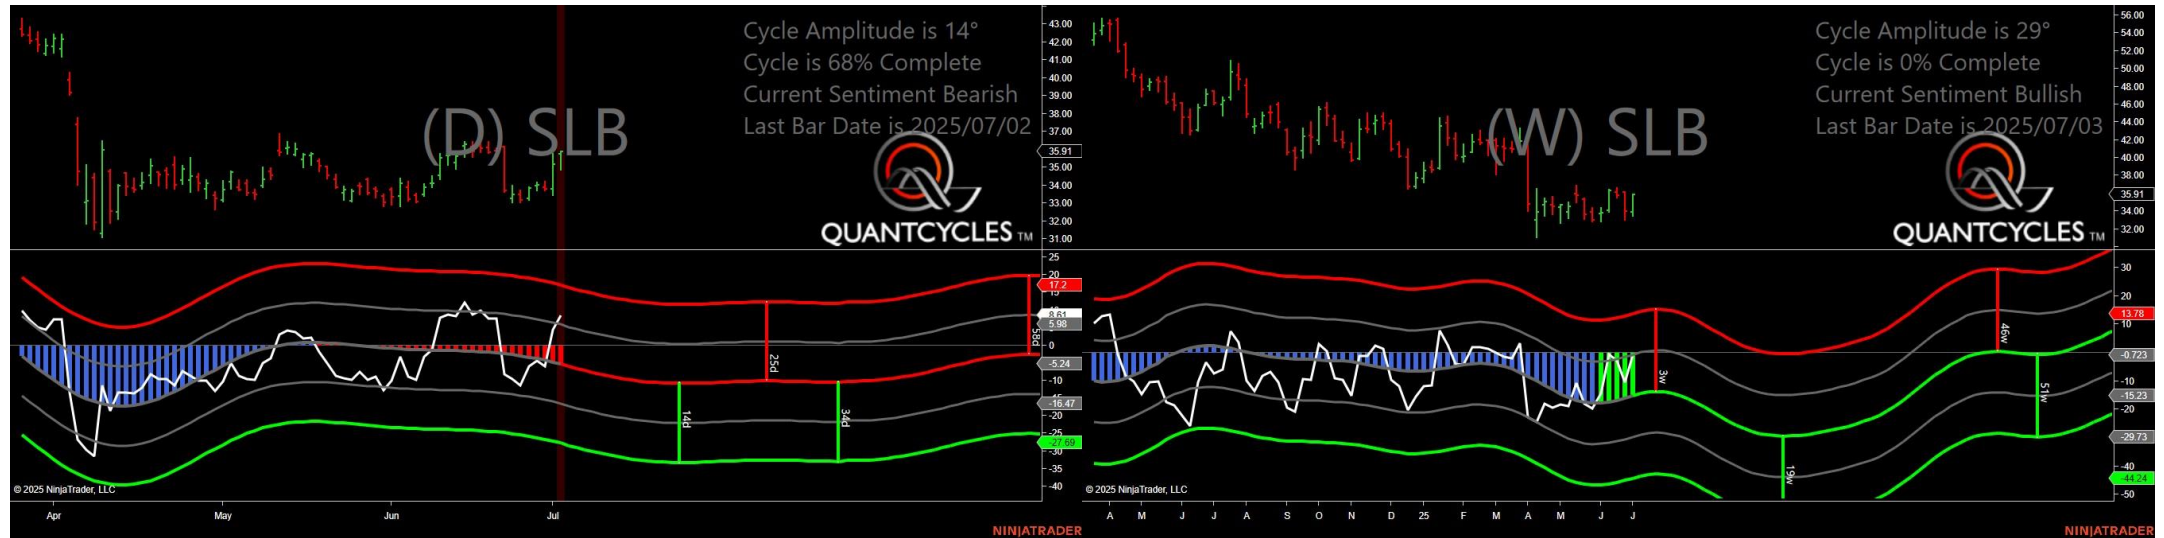 Cycle Amplitude is 14°
Cycle is 68% Complete
Current Sentiment Bearish
Last Bar Date is 2025/07/02
(D) SLB
QUANTCYCLES TM
43.00
42.00
41.00
40.00
39.00
38.00
37.00
35.91
35.00
34.00
33.00
32.00
31.00
25
20
17.2
15
8.61
5.98
0
-5.24
-10
-16.47
-20
-25
-27.69
-30
-35
-40
14d
25d
34d
58d
© 2025 NinjaTrader, LLC
Apr
May
Jun
Jul
NINJATRADER
Cycle Amplitude is 29°
Cycle is 0% Complete
Current Sentiment Bullish
Last Bar Date is 2025/07/03
(W) SLB
QUANTCYCLES TM
56.00
54.00
52.00
50.00
48.00
46.00
44.00
42.00
40.00
38.00
35.91
34.00
32.00
30
20
13.78
10
-0.723
-10
-15.23
-20
-29.73
-40
-44.24
-50
3w
19w
46w
51w
© 2025 NinjaTrader, LLC
A M J J A S O N D 25 F M A M J J
NINJATRADER